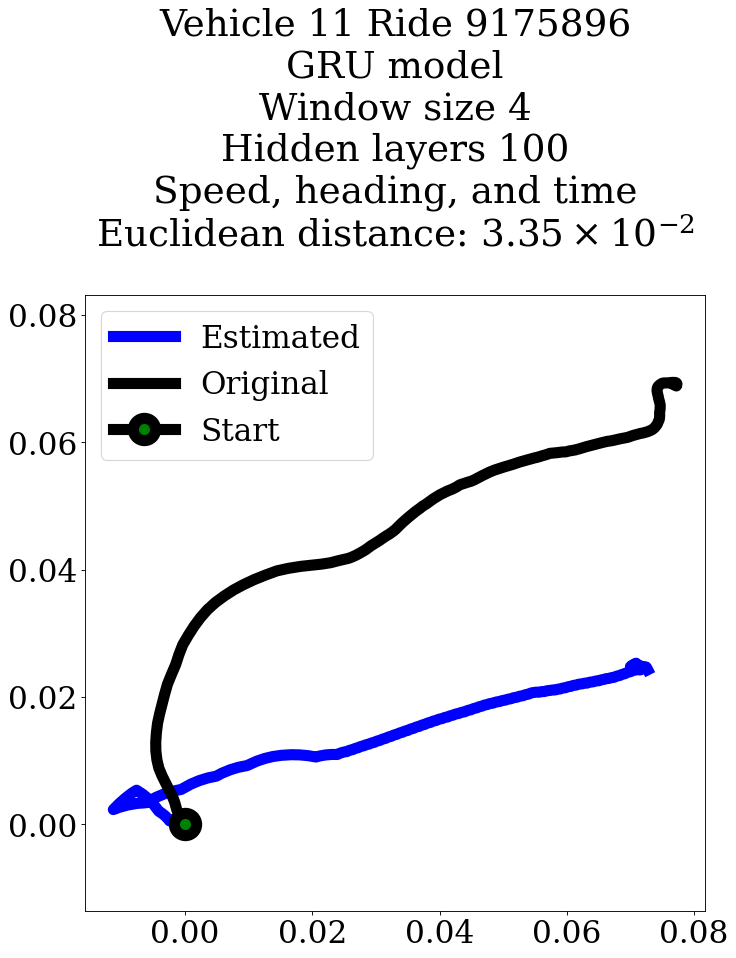 Vehicle 11 Ride 9175896
GRU model
Window size 4
Hidden layers 100
Speed, heading, and time
Euclidean distance: 3.35 × 10⁻²
Estimated
Original
Start
0.08
0.06
0.04
0.02
0.00
0.00 0.02 0.04 0.06 0.08